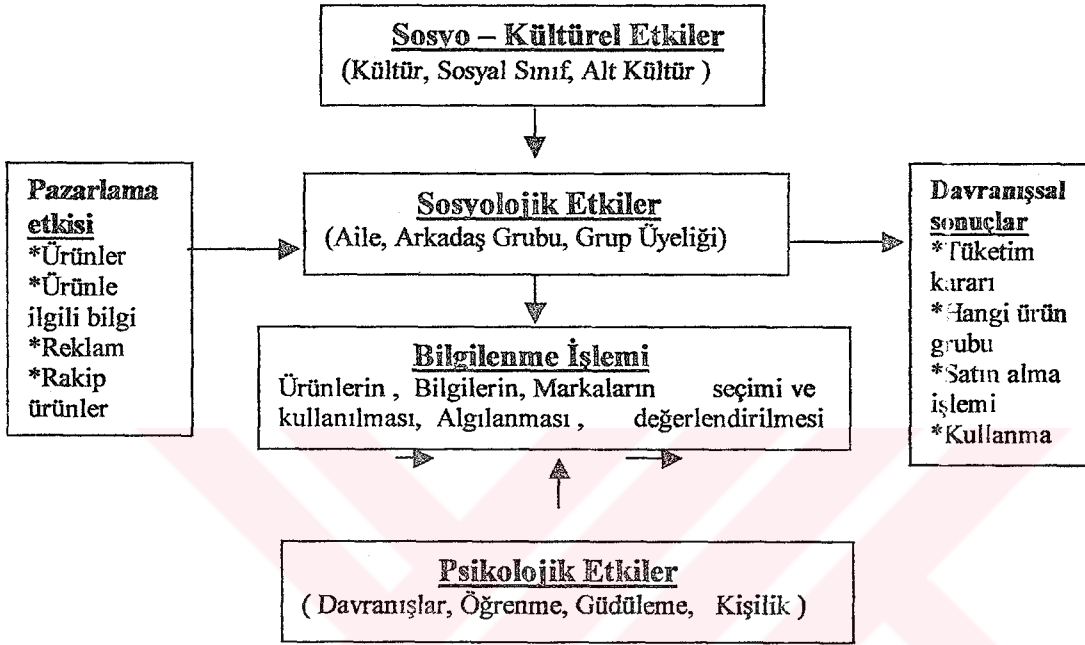 Sosyo – Kültürel Etkiler
(Kültür, Sosyal Sınıf, Alt Kültür )
Pazarlama
etkisi
*Ürünler
*Ürünle
ilgili bilgi
*Reklam
*Rakip
ürünler
Sosyolojik Etkiler
(Aile, Arkadaş Grubu, Grup Üyeliği)
Bilgilenme İşlemi
Ürünlerin , Bilgilerin, Markaların seçimi ve
kullanılması, Algılanması , değerlendirilmesi
Psikolojik Etkiler
( Davranışlar, Öğrenme, Güdüleme, Kişilik )
Davranışsal
sonuçlar
*Tüketim
kararı
*Hangi ürün
grubu
*Satın alma
işlemi
*Kullanma